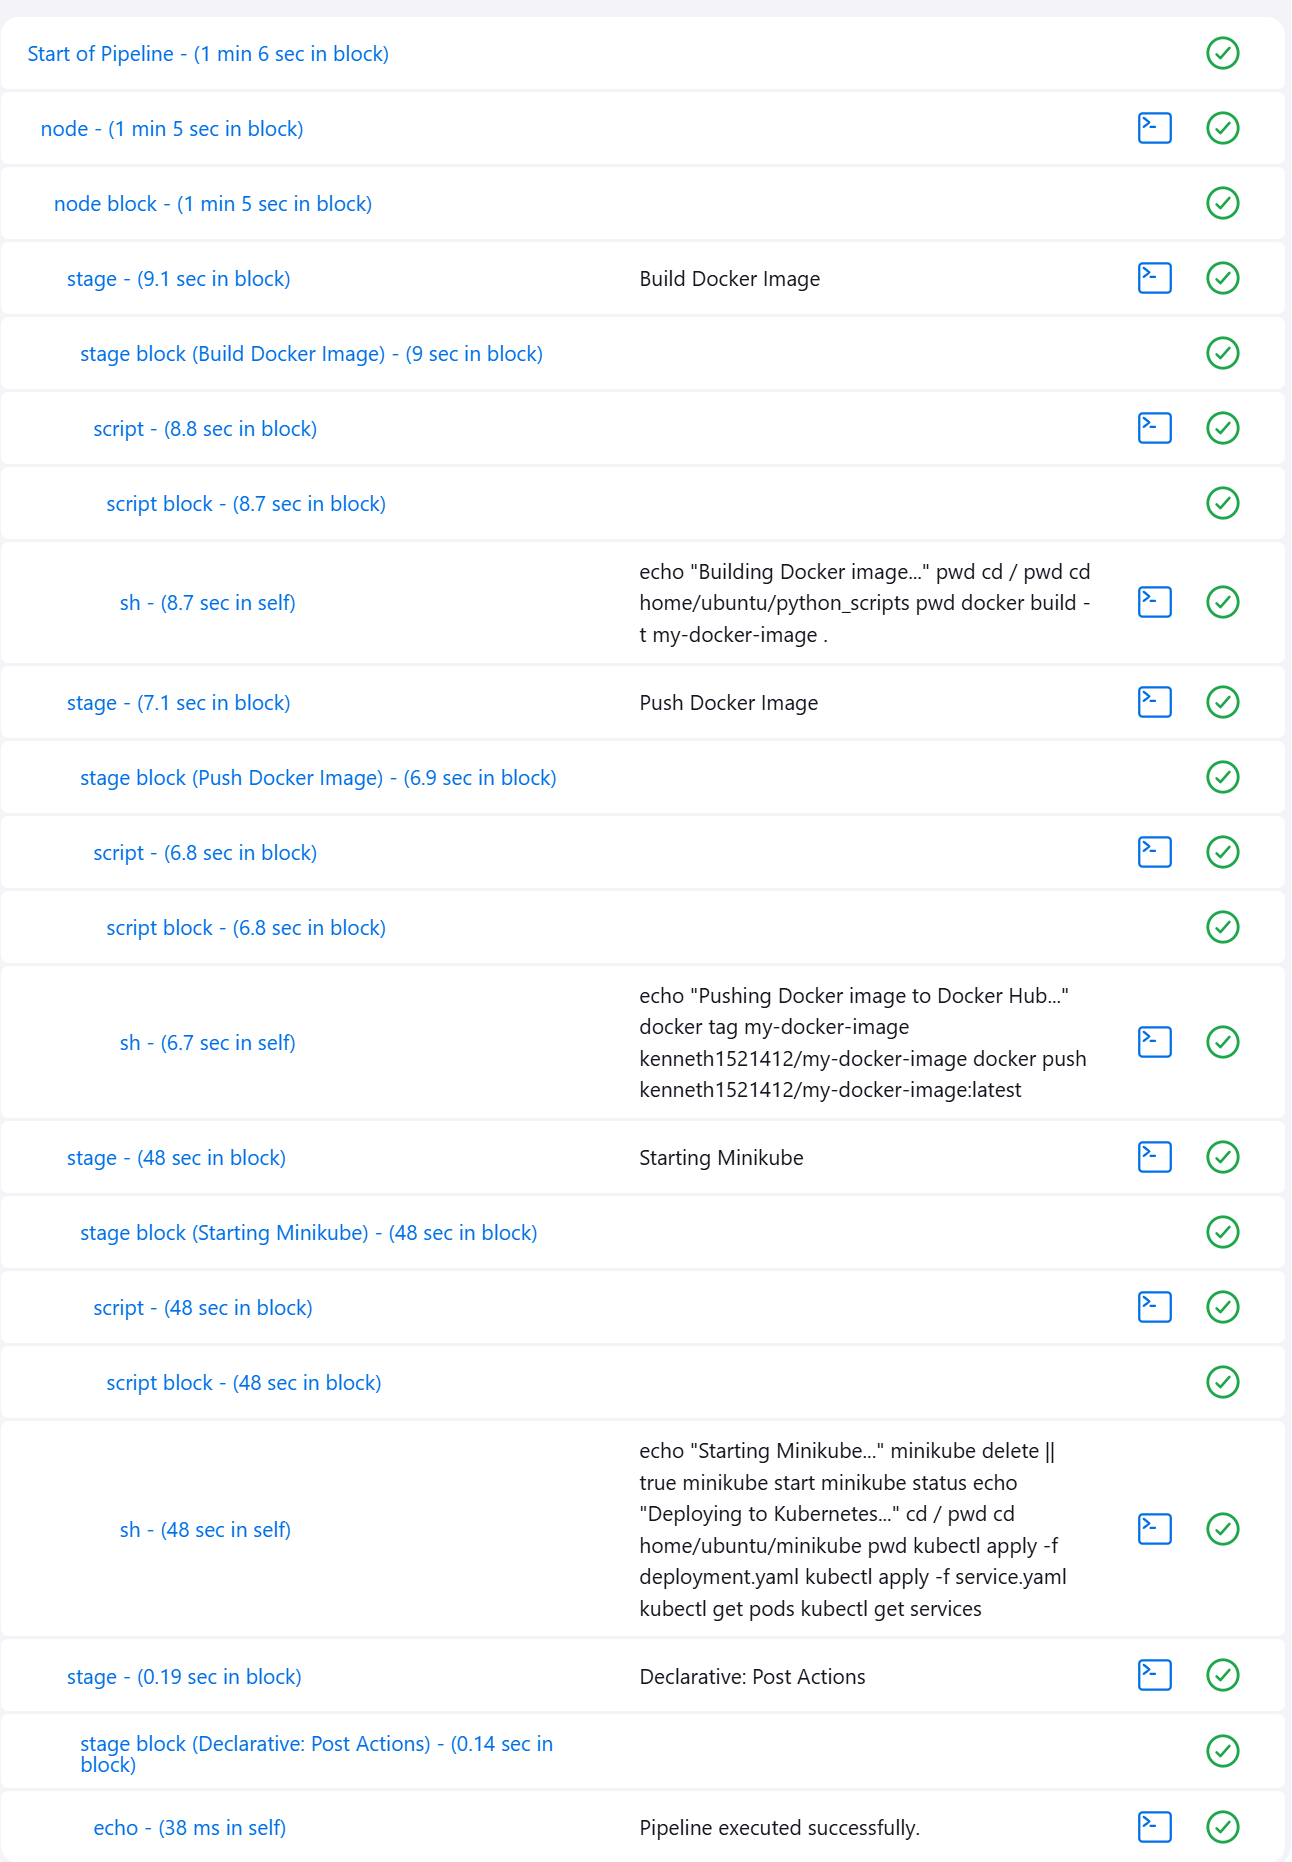 Start of Pipeline - (1 min 6 sec in block)
node - (1 min 5 sec in block)
node block - (1 min 5 sec in block)
stage - (9.1 sec in block)
Build Docker Image
stage block (Build Docker Image) - (9 sec in block)
script - (8.8 sec in block)
script block - (8.7 sec in block)
sh - (8.7 sec in self)
echo "Building Docker image..." pwd cd / pwd cd
home/ubuntu/python_scripts pwd docker build -
t my-docker-image .
stage - (7.1 sec in block)
Push Docker Image
stage block (Push Docker Image) - (6.9 sec in block)
script - (6.8 sec in block)
script block - (6.8 sec in block)
sh - (6.7 sec in self)
echo "Pushing Docker image to Docker Hub..."
docker tag my-docker-image
kenneth1521412/my-docker-image docker push
kenneth1521412/my-docker-image:latest
stage - (48 sec in block)
Starting Minikube
stage block (Starting Minikube) - (48 sec in block)
script - (48 sec in block)
script block - (48 sec in block)
sh - (48 sec in self)
echo "Starting Minikube..." minikube delete ||
true minikube start minikube status echo
"Deploying to Kubernetes..." cd / pwd cd
home/ubuntu/minikube pwd kubectl apply -f
deployment.yaml kubectl apply -f service.yaml
kubectl get pods kubectl get services
stage - (0.19 sec in block)
Declarative: Post Actions
stage block (Declarative: Post Actions) - (0.14 sec in
block)
echo - (38 ms in self)
Pipeline executed successfully.